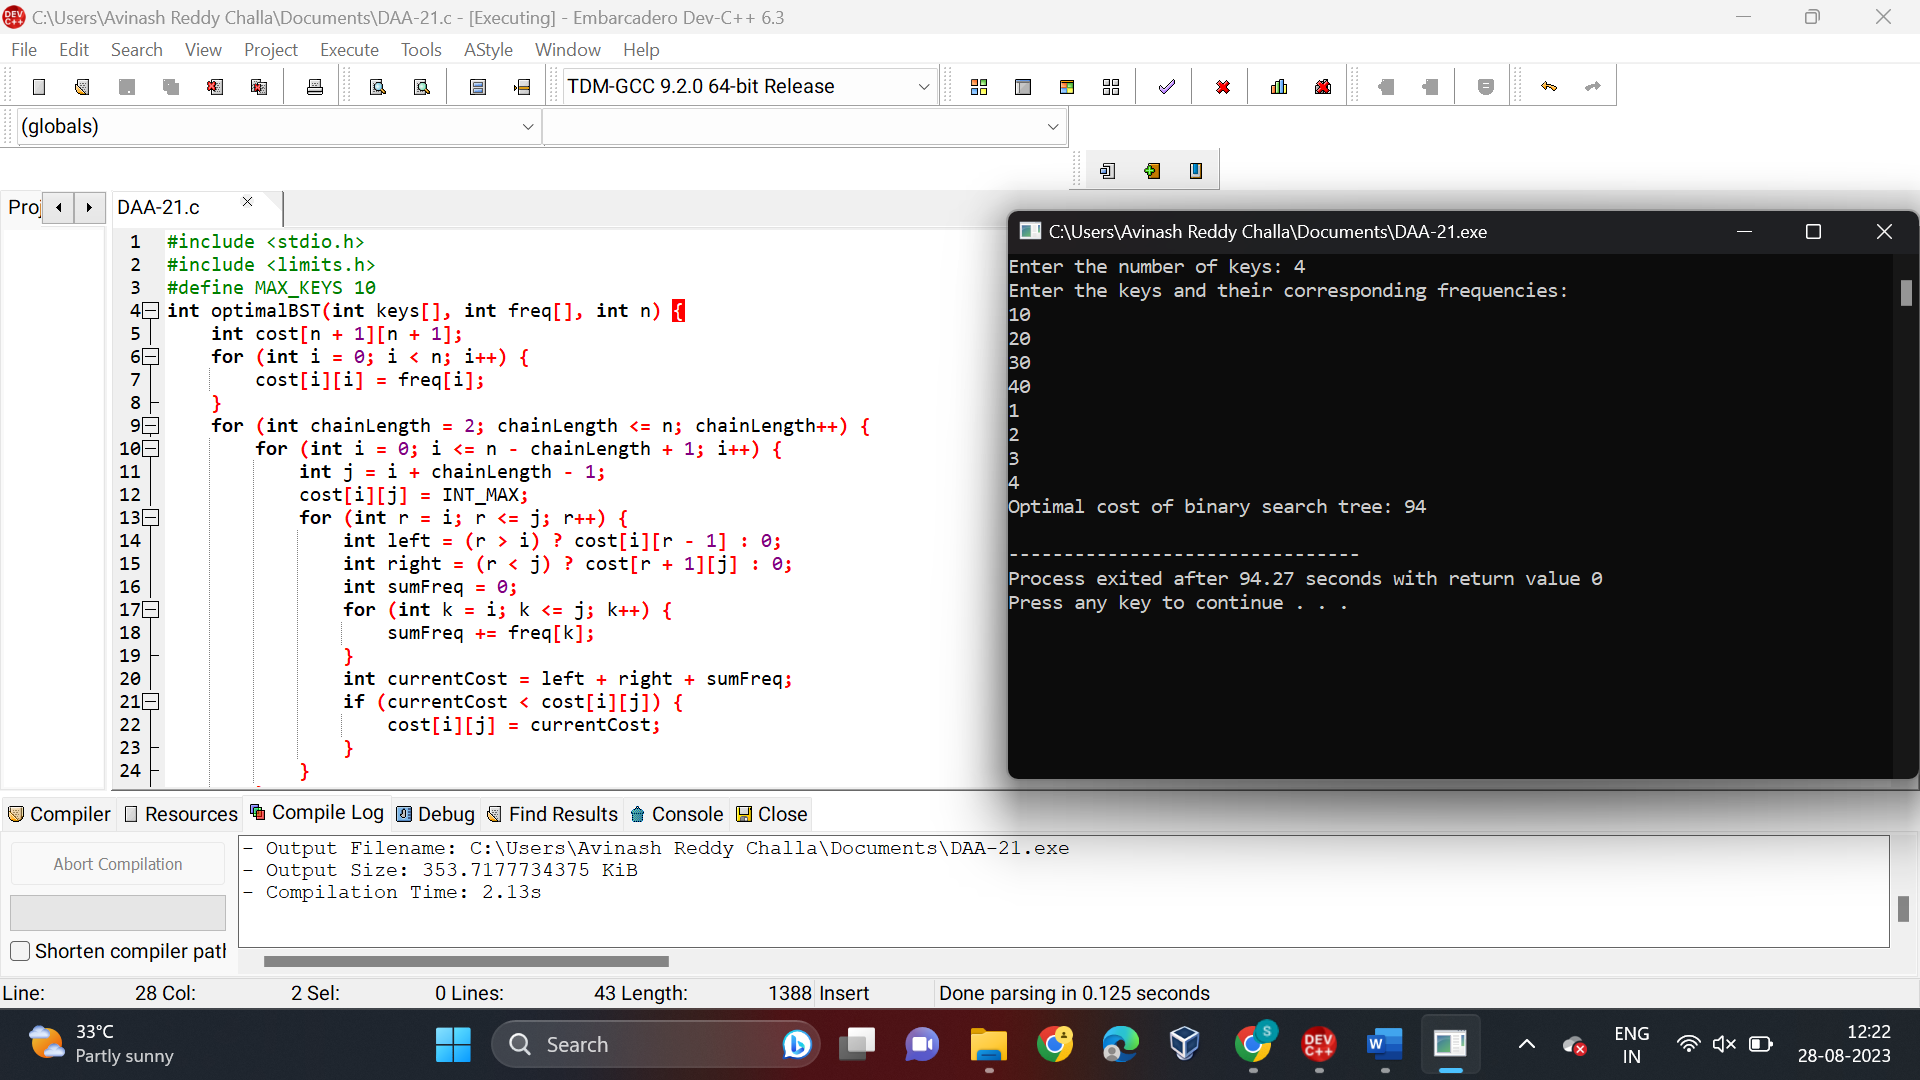 C:\Users\Avinash Reddy Challa\Documents\DAA-21.c - [Executing] - Embarcadero Dev-C++ 6.3
File Edit Search View Project Execute Tools AStyle Window Help
TDM-GCC 9.2.0 64-bit Release
(globals)
Proj DAA-21.c
1 #include <stdio.h>
2 #include <limits.h>
3 #define MAX_KEYS 10
4 int optimalBST(int keys[], int freq[], int n) {
5 int cost[n + 1][n + 1];
6 for (int i = 0; i < n; i++) {
7 cost[i][i] = freq[i];
8 }
9 for (int chainLength = 2; chainLength <= n; chainLength++) {
10 for (int i = 0; i <= n - chainLength + 1; i++) {
11 int j = i + chainLength - 1;
12 cost[i][j] = INT_MAX;
13 for (int r = i; r <= j; r++) {
14 int left = (r > i) ? cost[i][r - 1] : 0;
15 int right = (r < j) ? cost[r + 1][j] : 0;
16 int sumFreq = 0;
17 for (int k = i; k <= j; k++) {
18 sumFreq += freq[k];
19 }
20 int currentCost = left + right + sumFreq;
21 if (currentCost < cost[i][j]) {
22 cost[i][j] = currentCost;
23 }
24 }
C:\Users\Avinash Reddy Challa\Documents\DAA-21.exe
Enter the number of keys: 4
Enter the keys and their corresponding frequencies:
10
20
30
40
1
2
3
4
Optimal cost of binary search tree: 94
--------------------------------
Process exited after 94.27 seconds with return value 0
Press any key to continue . . .
Compiler Resources Compile Log Debug Find Results Console Close
Abort Compilation
Shorten compiler path
- Output Filename: C:\Users\Avinash Reddy Challa\Documents\DAA-21.exe
- Output Size: 353.7177734375 KiB
- Compilation Time: 2.13s
Line: 28 Col: 2 Sel: 0 Lines: 43 Length: 1388 Insert Done parsing in 0.125 seconds
33°C
Partly sunny
Search
S
DEV
C++
W
ENG
IN
12:22
28-08-2023